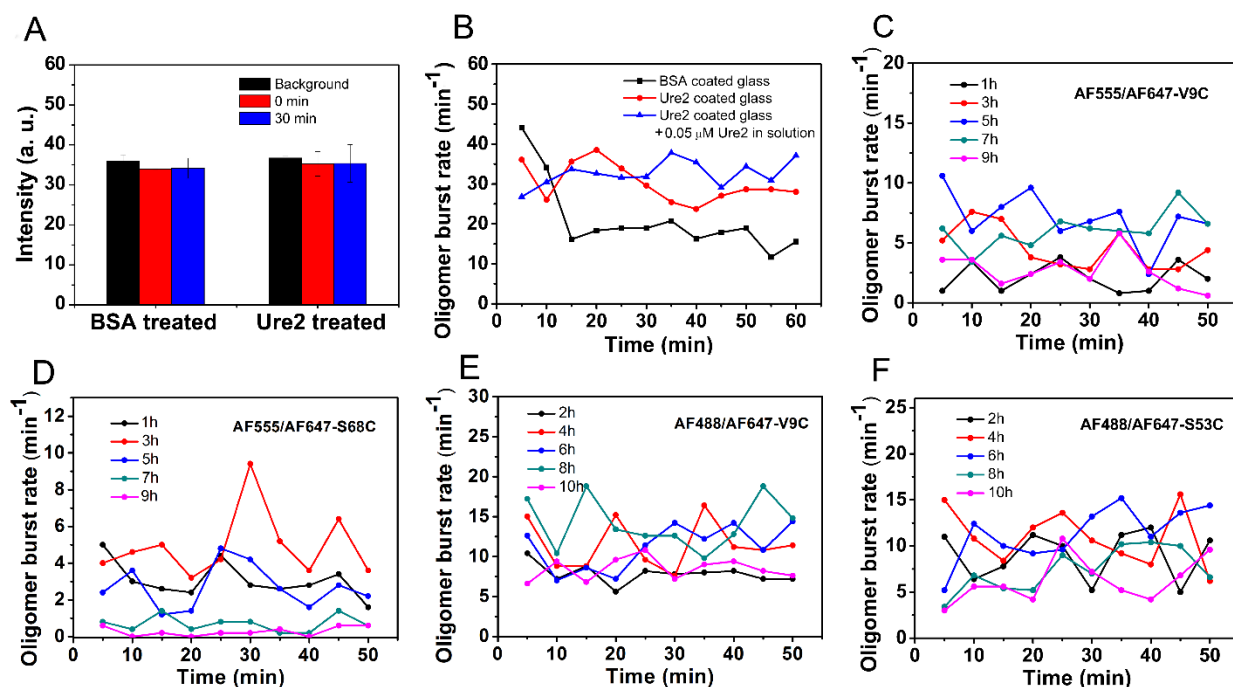 A
Intensity (a. u.)
60
50
40
30
20
10
0
Background
0 min
30 min
BSA treated
Ure2 treated
B
Oligomer burst rate (min⁻¹)
60
50
40
30
20
10
0
BSA coated glass
Ure2 coated glass
Ure2 coated glass
+0.05 μM Ure2 in solution
10 20 30 40 50 60
Time (min)
C
Oligomer burst rate (min⁻¹)
20
15
10
5
0
1h
3h
5h
7h
9h
AF555/AF647-V9C
10 20 30 40 50
Time (min)
D
Oligomer burst rate (min⁻¹)
12
10
8
6
4
2
0
1h
3h
5h
7h
9h
AF555/AF647-S68C
10 20 30 40 50
Time (min)
E
Oligomer burst rate (min⁻¹)
30
25
20
15
10
5
0
2h
4h
6h
8h
10h
AF488/AF647-V9C
10 20 30 40 50
Time (min)
F
Oligomer burst rate (min⁻¹)
25
20
15
10
5
0
2h
4h
6h
8h
10h
AF488/AF647-S53C
10 20 30 40 50
Time (min)